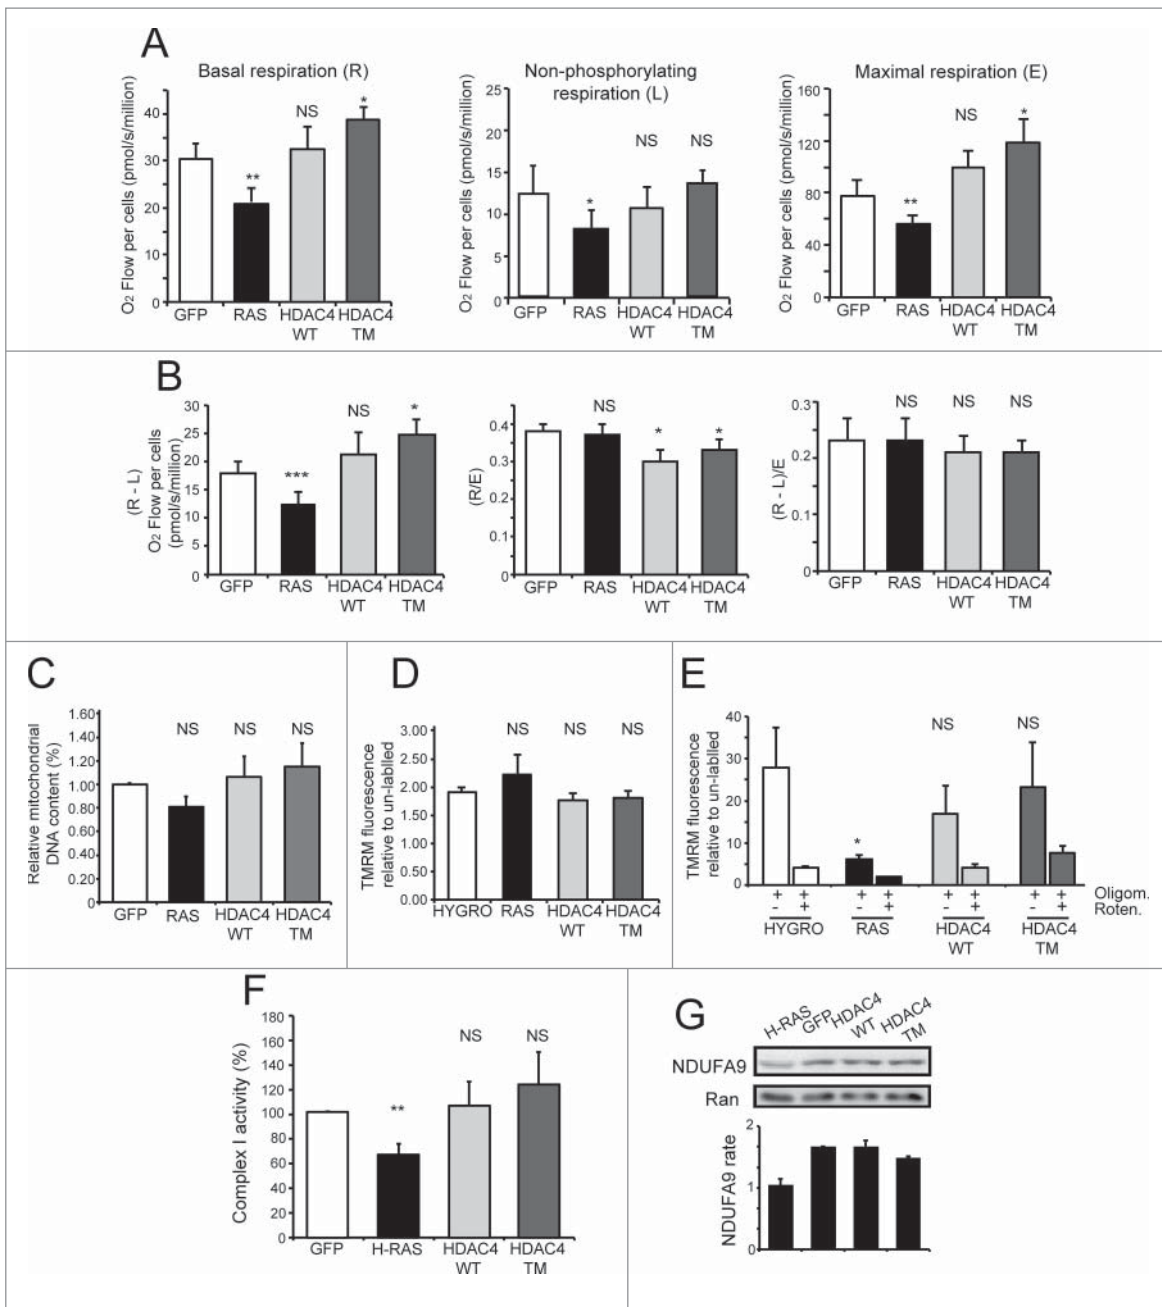 A
Basal respiration (R)
O2 Flow per cells (pmol/s/million)
40
30
20
10
0
**
NS
*
GFP RAS HDAC4 HDAC4
WT TM
Non-phosphorylating
respiration (L)
O2 Flow per cells (pmol/s/million)
25
20
15
10
5
0
*
NS
NS
GFP RAS HDAC4 HDAC4
WT TM
Maximal respiration (E)
O2 Flow per cells (pmol/s/million)
160
120
80
40
0
**
NS
*
GFP RAS HDAC4 HDAC4
WT TM
B
(R - L)
O2 Flow per cells
(pmol/s/million)
30
25
20
15
10
5
0
***
NS
*
GFP RAS HDAC4 HDAC4
WT TM
(R/E)
0.4
0.3
0.2
0.1
0
NS
*
*
GFP RAS HDAC4 HDAC4
WT TM
(R - L)/E
0.3
0.2
0.1
0
NS NS NS
GFP RAS HDAC4 HDAC4
WT TM
C
Relative mitochondrial
DNA content (%)
1.60
1.40
1.20
1.00
0.80
0.60
0.40
0.20
0
NS NS NS
GFP RAS HDAC4 HDAC4
WT TM
D
TMRM fluorescence
relative to un-lablled
3.00
2.50
2.00
1.50
1.00
0.50
0.00
NS NS NS
HYGRO RAS HDAC4 HDAC4
WT TM
E
TMRM fluorescence
relative to un-lablled
40
30
20
10
5
0
*
NS
NS
+ + + + + + + + Oligom.
- + - + - + - + Roten.
HYGRO RAS HDAC4 HDAC4
WT TM
F
Complex I activity (%)
180
160
140
120
100
80
60
40
20
0
**
NS
NS
GFP H-RAS HDAC4 HDAC4
WT TM
G
H-RAS GFP HDAC4 HDAC4
WT TM
NDUFA9
Ran
NDUFA9 rate
2
1
0